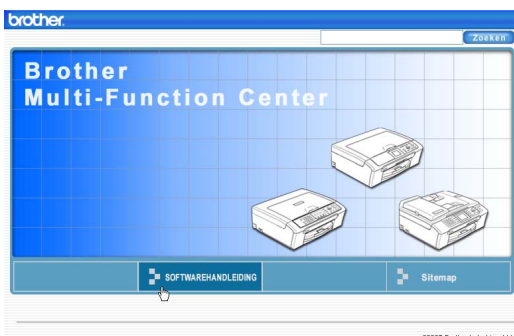 brother.
Zoeken
Brother
Multi-Function Center
SOFTWAREHANDLEIDING
Sitemap